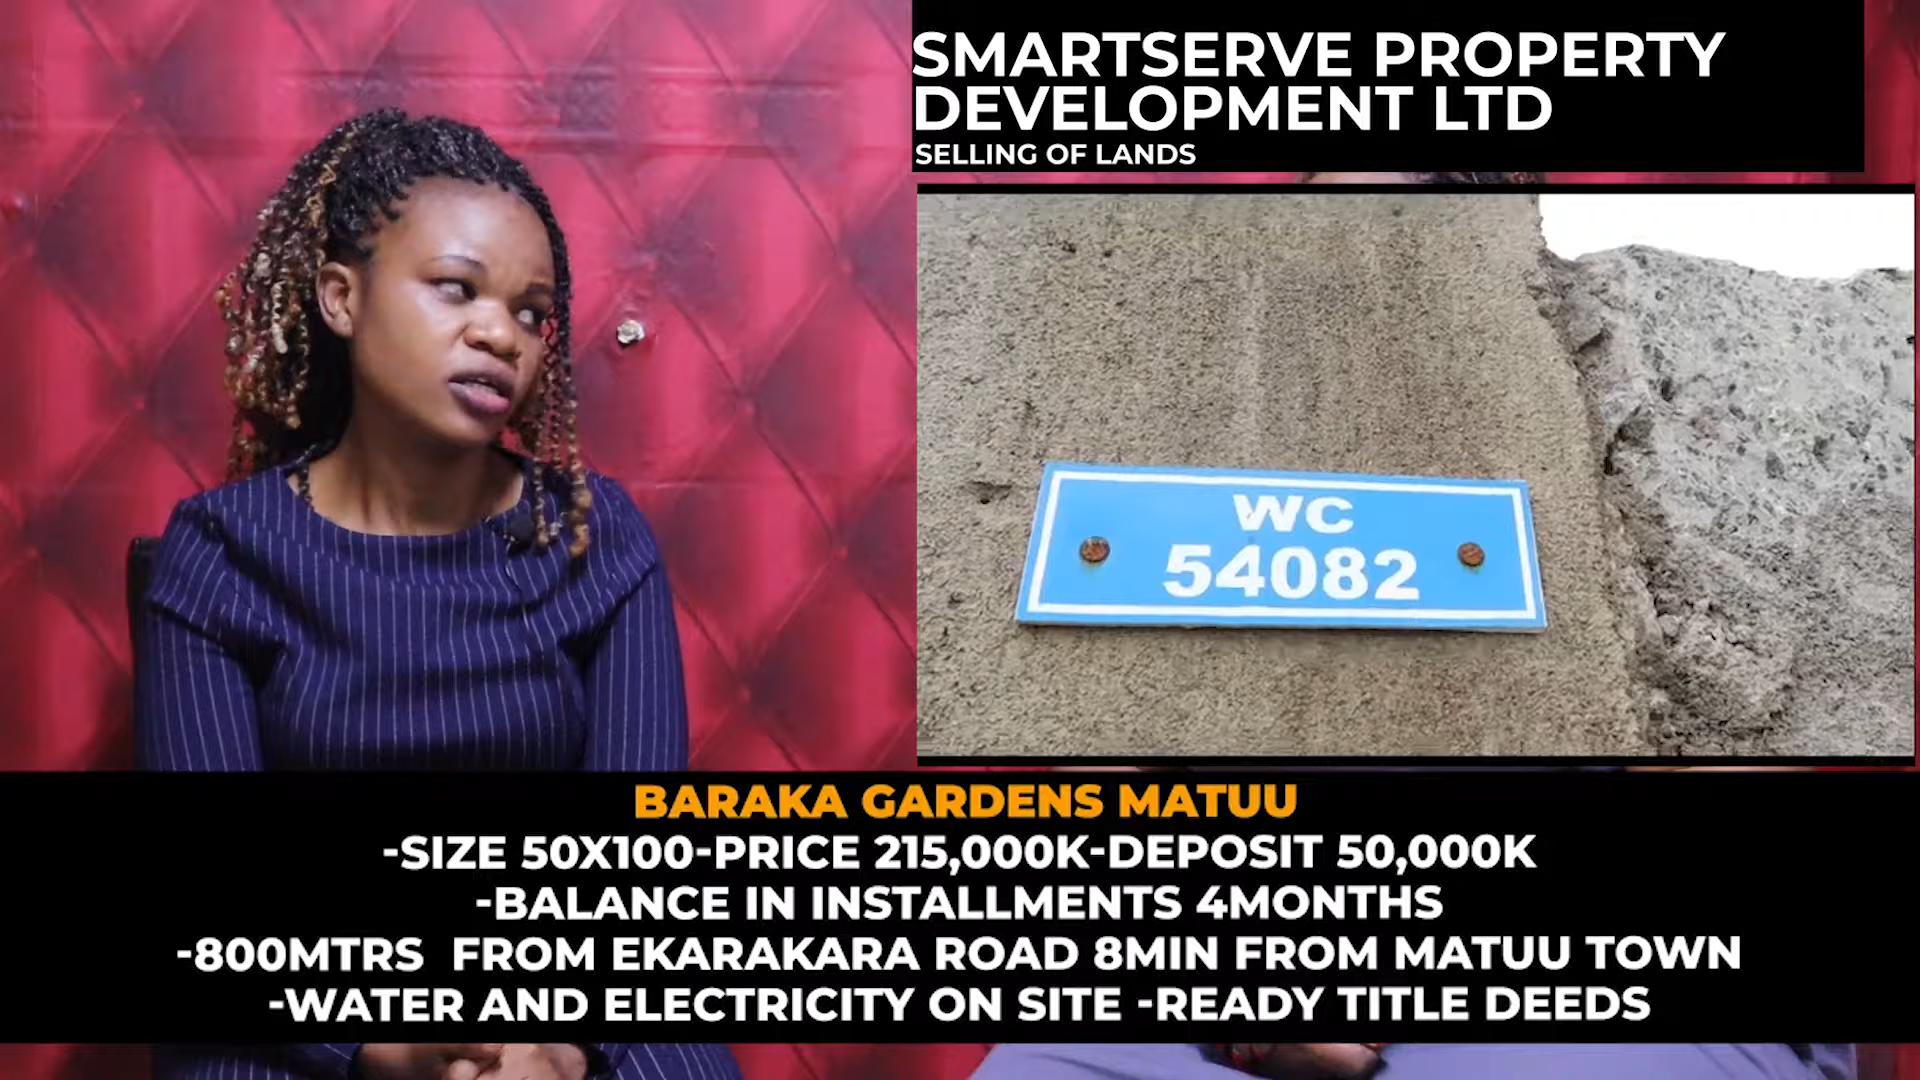 SMARTSERVE PROPERTY
DEVELOPMENT LTD
SELLING OF LANDS
WC
54082
BARAKA GARDENS MATUU
-SIZE 50X100-PRICE 215,000K-DEPOSIT 50,000K
-BALANCE IN INSTALLMENTS 4MONTHS
-800MTRS  FROM EKARAKARA ROAD 8MIN FROM MATUU TOWN
-WATER AND ELECTRICITY ON SITE -READY TITLE DEEDS